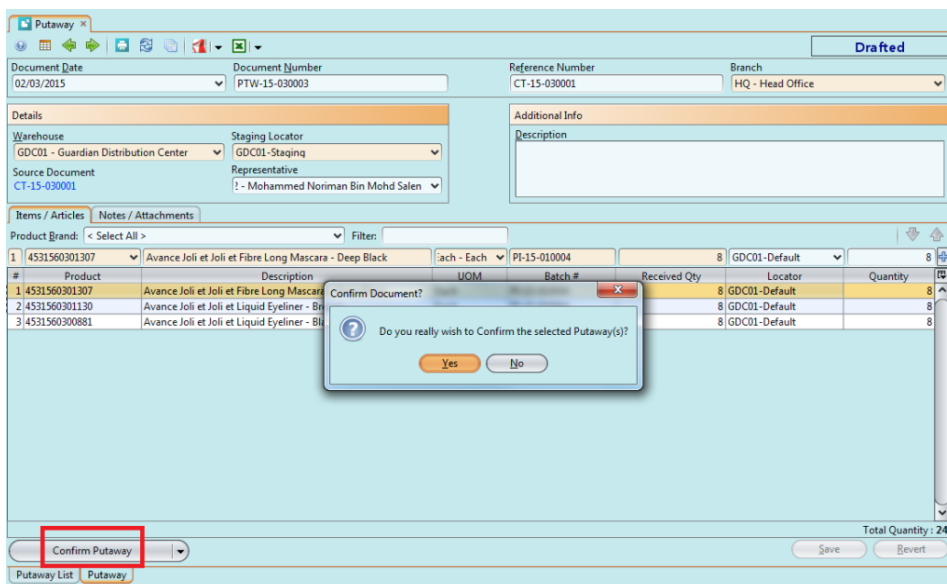 Putaway
Drafted
Document Date Document Number Reference Number Branch
02/03/2015 PTW-15-030003 CT-15-030001 HQ - Head Office
Details Additional Info
Warehouse Staging Locator Description
GDC01 - Guardian Distribution Center GDC01-Staging
Source Document Representative
CT-15-030001 - Mohammed Noriman Bin Mohd Salen
Items / Articles Notes / Attachments
Product Brand: < Select All > Filter:
1 4531560301307 Avance Joli et Joli et Fibre Long Mascara - Deep Black Each - Each PI-15-010004 8 GDC01-Default 8
# Product Description UOM Batch # Received Qty Locator Quantity
1 4531560301307 Avance Joli et Joli et Fibre Long Mascara 8 GDC01-Default 8
2 4531560301130 Avance Joli et Joli et Liquid Eyeliner - Br 8 GDC01-Default 8
3 4531560300881 Avance Joli et Joli et Liquid Eyeliner - Bla 8 GDC01-Default 8
Confirm Document?
Do you really wish to Confirm the selected Putaway(s)?
Yes No
Total Quantity : 24
Confirm Putaway Save Revert
Putaway List Putaway